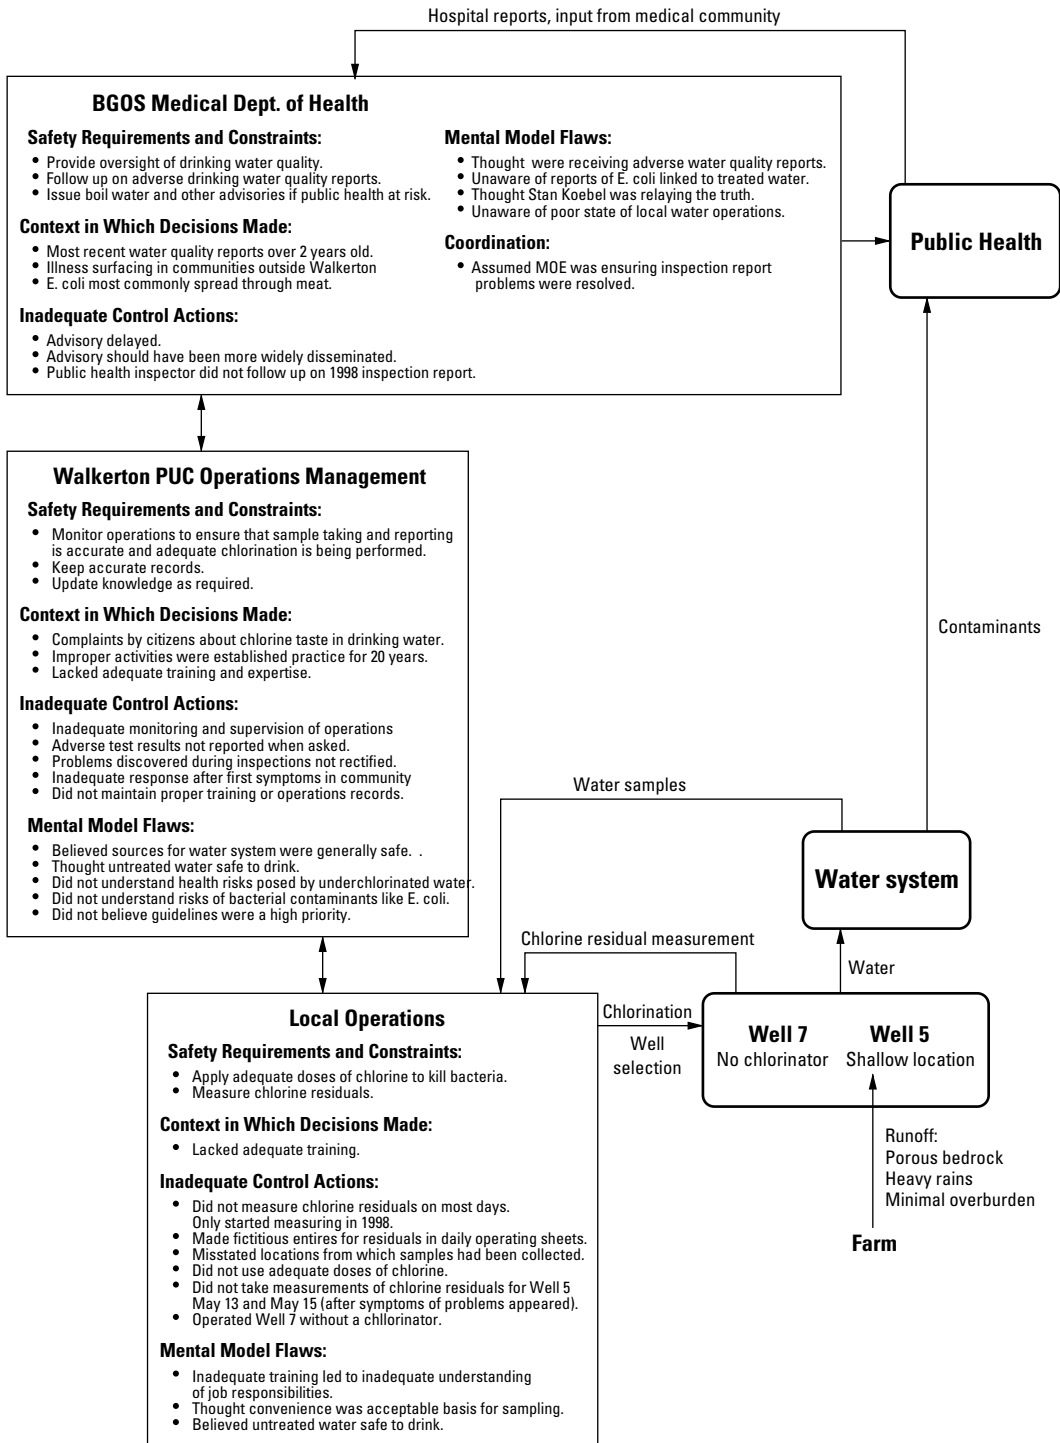 Hospital reports, input from medical community
BGOS Medical Dept. of Health
Safety Requirements and Constraints:
• Provide oversight of drinking water quality.
• Follow up on adverse drinking water quality reports.
• Issue boil water and other advisories if public health at risk.
Context in Which Decisions Made:
• Most recent water quality reports over 2 years old.
• Illness surfacing in communities outside Walkerton
• E. coli most commonly spread through meat.
Inadequate Control Actions:
• Advisory delayed.
• Advisory should have been more widely disseminated.
• Public health inspector did not follow up on 1998 inspection report.
Mental Model Flaws:
• Thought were receiving adverse water quality reports.
• Unaware of reports of E. coli linked to treated water.
• Thought Stan Koebel was relaying the truth.
• Unaware of poor state of local water operations.
Coordination:
• Assumed MOE was ensuring inspection report
problems were resolved.
Public Health
Walkerton PUC Operations Management
Safety Requirements and Constraints:
• Monitor operations to ensure that sample taking and reporting
is accurate and adequate chlorination is being performed.
• Keep accurate records.
• Update knowledge as required.
Context in Which Decisions Made:
• Complaints by citizens about chlorine taste in drinking water.
• Improper activities were established practice for 20 years.
• Lacked adequate training and expertise.
Inadequate Control Actions:
• Inadequate monitoring and supervision of operations
• Adverse test results not reported when asked.
• Problems discovered during inspections not rectified.
• Inadequate response after first symptoms in community
• Did not maintain proper training or operations records.
Mental Model Flaws:
• Believed sources for water system were generally safe. .
• Thought untreated water safe to drink.
• Did not understand health risks posed by underchlorinated water.
• Did not understand risks of bacterial contaminants like E. coli.
• Did not believe guidelines were a high priority.
Contaminants
Water samples
Water system
Chlorine residual measurement
Water
Local Operations
Safety Requirements and Constraints:
• Apply adequate doses of chlorine to kill bacteria.
• Measure chlorine residuals.
Context in Which Decisions Made:
• Lacked adequate training.
Inadequate Control Actions:
• Did not measure chlorine residuals on most days.
Only started measuring in 1998.
• Made fictitious entires for residuals in daily operating sheets.
• Misstated locations from which samples had been collected.
• Did not use adequate doses of chlorine.
• Did not take measurements of chlorine residuals for Well 5
May 13 and May 15 (after symptoms of problems appeared).
• Operated Well 7 without a chllorinator.
Mental Model Flaws:
• Inadequate training led to inadequate understanding
of job responsibilities.
• Thought convenience was acceptable basis for sampling.
• Believed untreated water safe to drink.
Chlorination
Well
selection
Well 7
No chlorinator
Well 5
Shallow location
Runoff:
Porous bedrock
Heavy rains
Minimal overburden
Farm